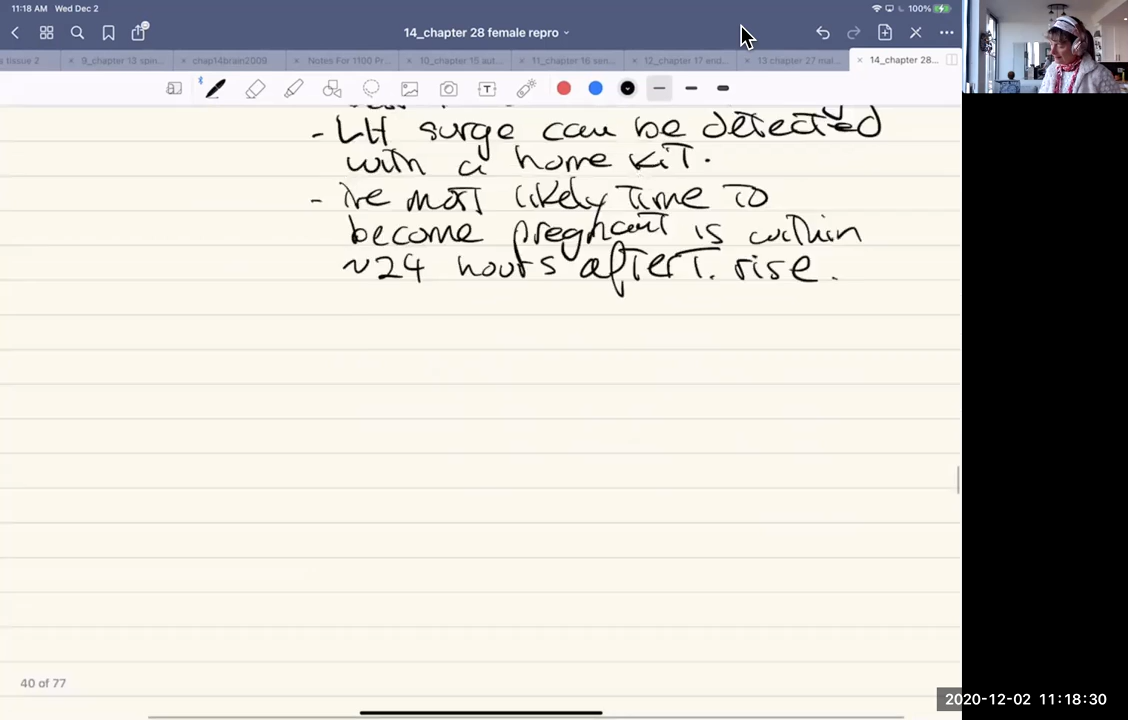 11:18 AM Wed Dec 2
100%
14_chapter 28 female repro
tissue 2
9_chapter 13 spin...
chap14brain2009
Notes For 1100 Pr...
10_chapter 15 aut...
11_chapter 16 sen...
12_chapter 17 end...
13 chapter 27 mal...
14_chapter 28...
- LH surge can be detected
with a home kit.
- the most likely time to
become pregnant is within
~24 hours after T. rise.
40 of 77
2020-12-02 11:18:30